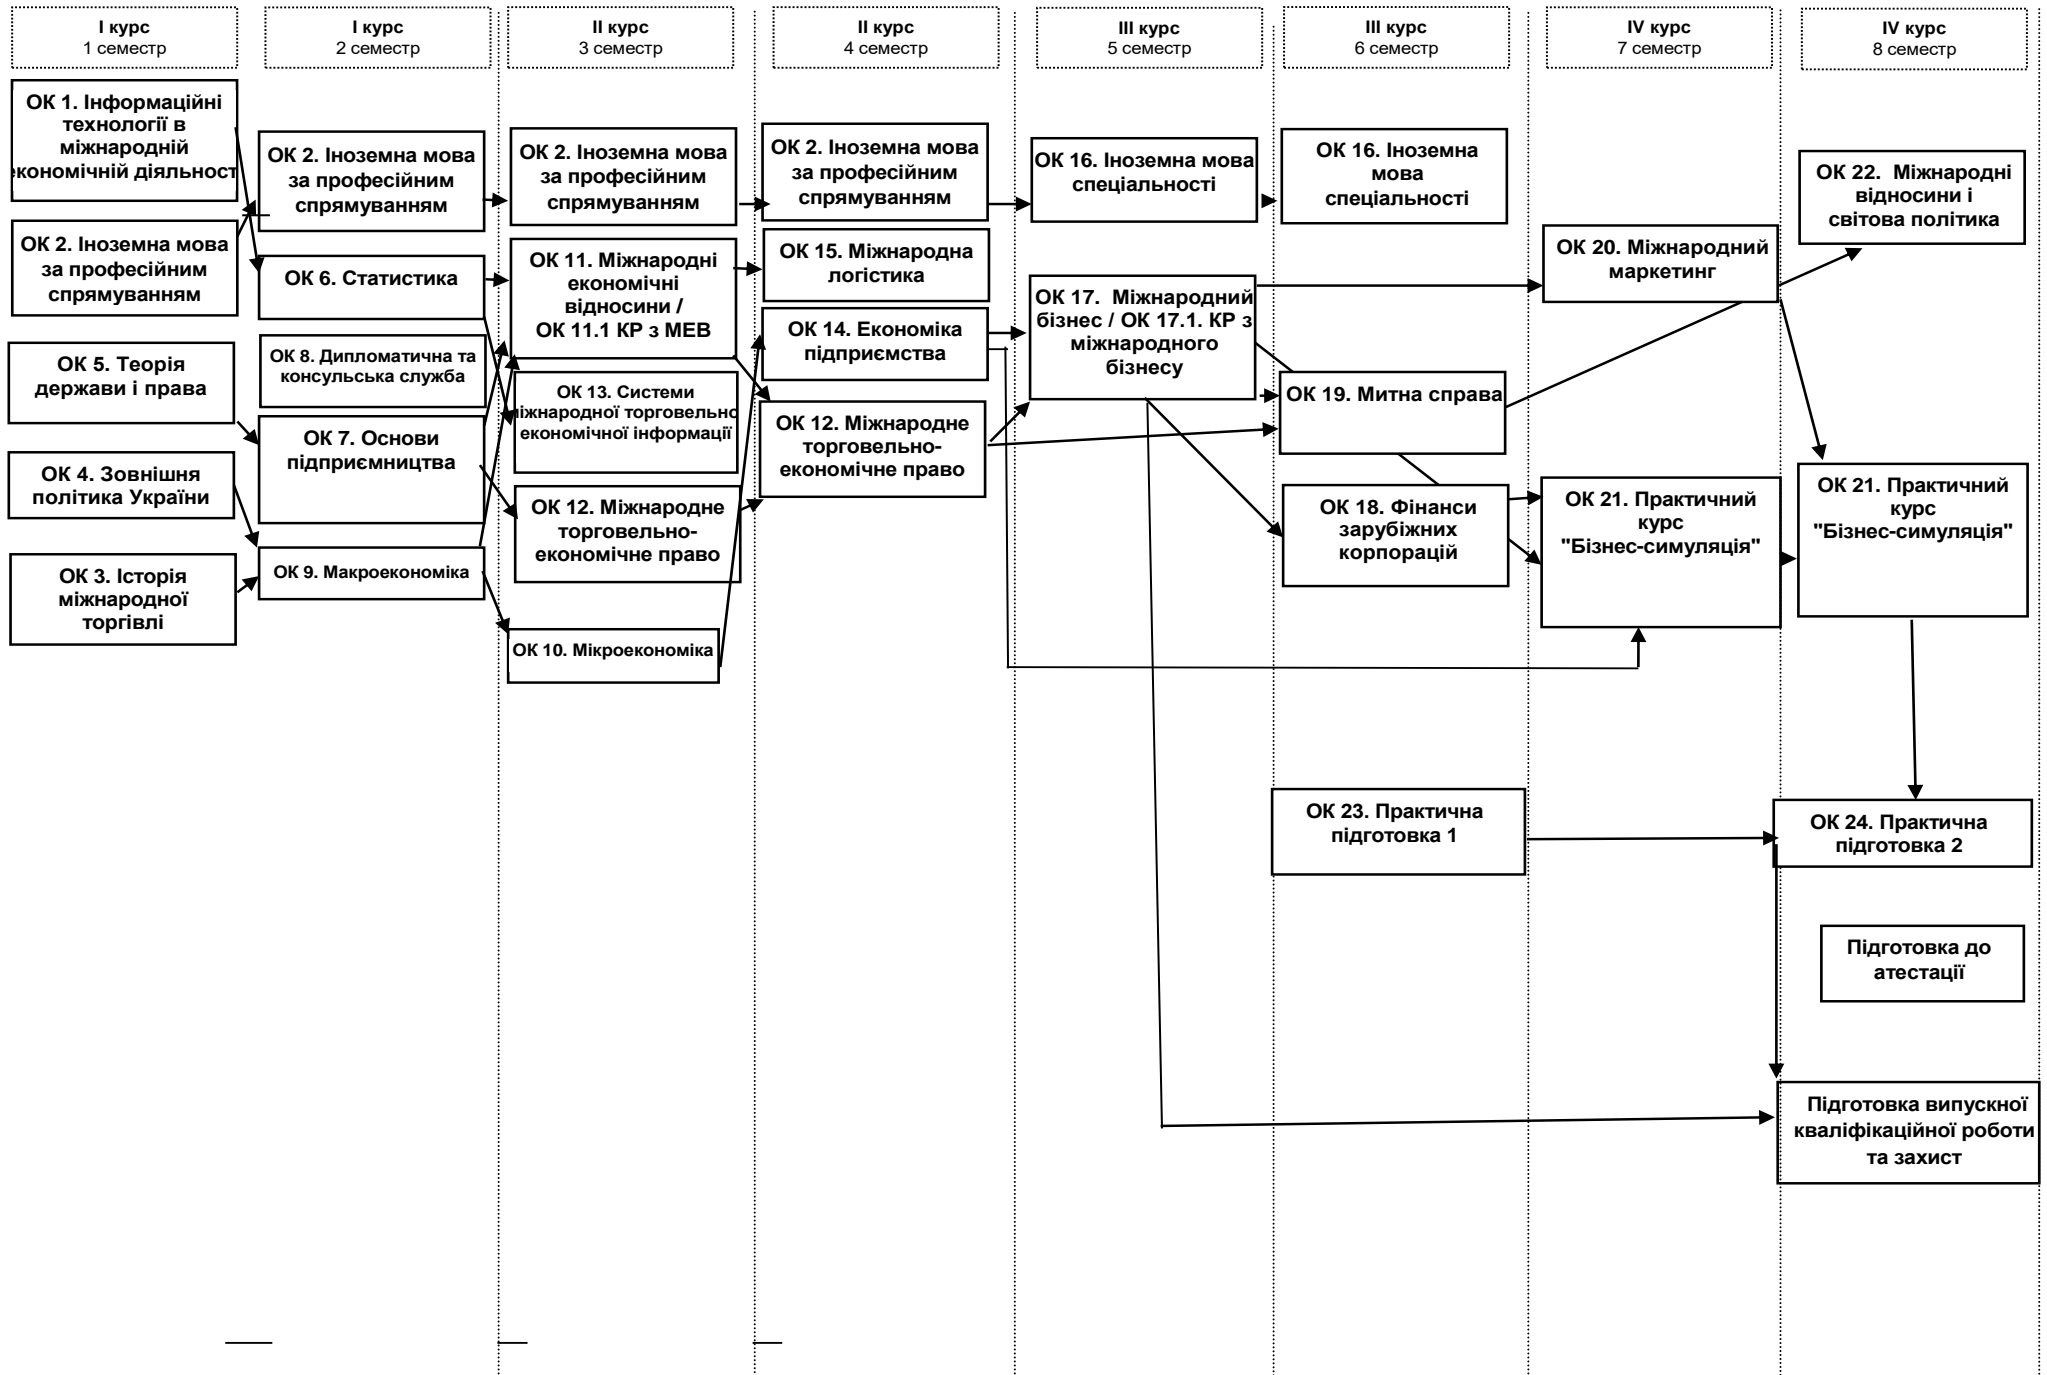 І курс
1 семестр
І курс
2 семестр
ІІ курс
3 семестр
ІІ курс
4 семестр
ІІІ курс
5 семестр
ІІІ курс
6 семестр
IV курс
7 семестр
IV курс
8 семестр
ОК 1. Інформаційні
технології в
міжнародній
економічній діяльност
ОК 2. Іноземна мова
за професійним
спрямуванням
ОК 5. Теорія
держави і права
ОК 4. Зовнішня
політика України
ОК 3. Історія
міжнародної
торгівлі
ОК 2. Іноземна мова
за професійним
спрямуванням
ОК 6. Статистика
ОК 8. Дипломатична та
консульська служба
ОК 7. Основи
підприємництва
ОК 9. Макроекономіка
ОК 2. Іноземна мова
за професійним
спрямуванням
ОК 11. Міжнародні
економічні
відносини /
ОК 11.1 КР з МЕВ
ОК 13. Системи
міжнародної торговельно
економічної інформації
ОК 12. Міжнародне
торговельно-
економічне право
ОК 10. Мікроекономіка
ОК 2. Іноземна мова
за професійним
спрямуванням
ОК 15. Міжнародна
логістика
ОК 14. Економіка
підприємства
ОК 12. Міжнародне
торговельно-
економічне право
ОК 16. Іноземна мова
спеціальності
ОК 17. Міжнародний
бізнес / ОК 17.1. КР з
міжнародного
бізнесу
ОК 16. Іноземна
мова
спеціальності
ОК 19. Митна справа
ОК 18. Фінанси
зарубіжних
корпорацій
ОК 23. Практична
підготовка 1
ОК 20. Міжнародний
маркетинг
ОК 21. Практичний
курс
"Бізнес-симуляція"
ОК 22. Міжнародні
відносини і
світова політика
ОК 21. Практичний
курс
"Бізнес-симуляція"
ОК 24. Практична
підготовка 2
Підготовка до
атестації
Підготовка випускної
кваліфікаційної роботи
та захист